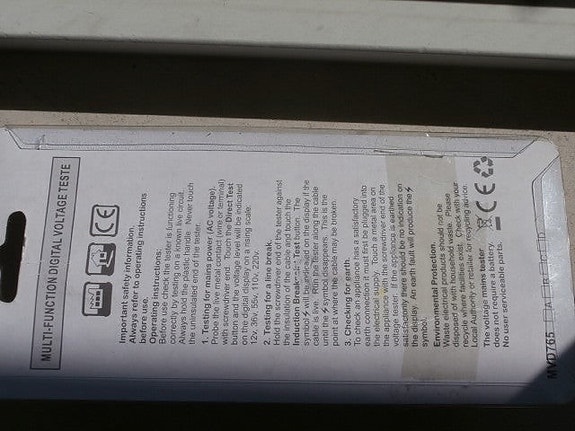 MULTI-FUNCTION DIGITAL VOLTAGE TESTE
CE
Important safety information.
Always refer to operating instructions
before use.
Operating Instructions:
Before use check the tester is functioning
correctly by testing on a known live circuit.
Always hold the plastic handle. Never touch
the uninsulated end of the tester.
1. Testing for mains power (AC voltage).
Probe the live metal contact (wire or terminal)
with screwdriver end, touch the Direct Test
button and the voltage level will be indicated
on the digital display on a rising scale:
12v, 36v, 55v, 110v, 220v.
2. Testing for a line break.
Hold the screwdriver end of the tester against
the insulation of the cable and touch the
Induction Break-point Test button. The
symbol will be indicated on the display if the
cable is live. Run the tester along the cable
until the symbol disappears, this is the
point at where the cable may be broken.
3. Checking for earth.
To check an appliance has a satisfactory
earth connection it must first be plugged into
the electrical supply. Touch a metal area on
the appliance with the screwdriver end of the
voltage tester. If the appliance is earthed
satisfactorily there should be no indication on
the display. An earth fault will produce the
symbol.
Environmental Protection.
Waste electrical products should not be
disposed of with household waste. Please
recycle where facilities exist. Check with your
Local Authority or retailer for recycling advice.
The voltage mains tester
does not require a battery.
No user serviceable parts.
CE
MVD765